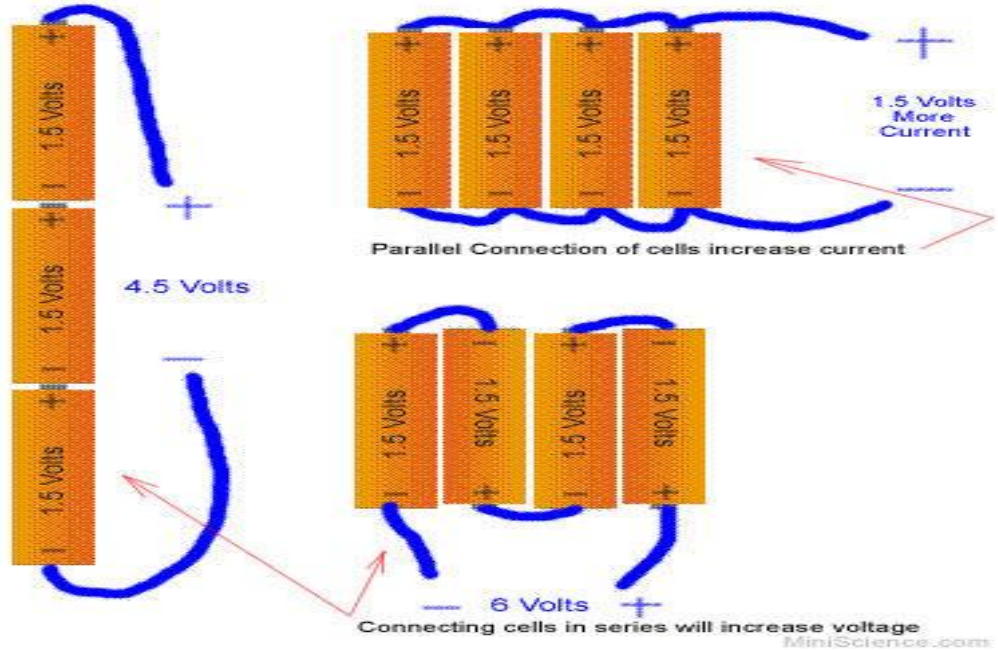 +
1.5 Volts
–
+
1.5 Volts
–
+
1.5 Volts
–
+
4.5 Volts
–
+
1.5 Volts
–
+
1.5 Volts
–
+
1.5 Volts
–
+
1.5 Volts
–
+
1.5 Volts
More
Current
–
Parallel Connection of cells increase current
+
1.5 Volts
–
–
1.5 Volts
+
+
1.5 Volts
–
–
1.5 Volts
+
– 6 Volts +
Connecting cells in series will increase voltage
MiniScience.com